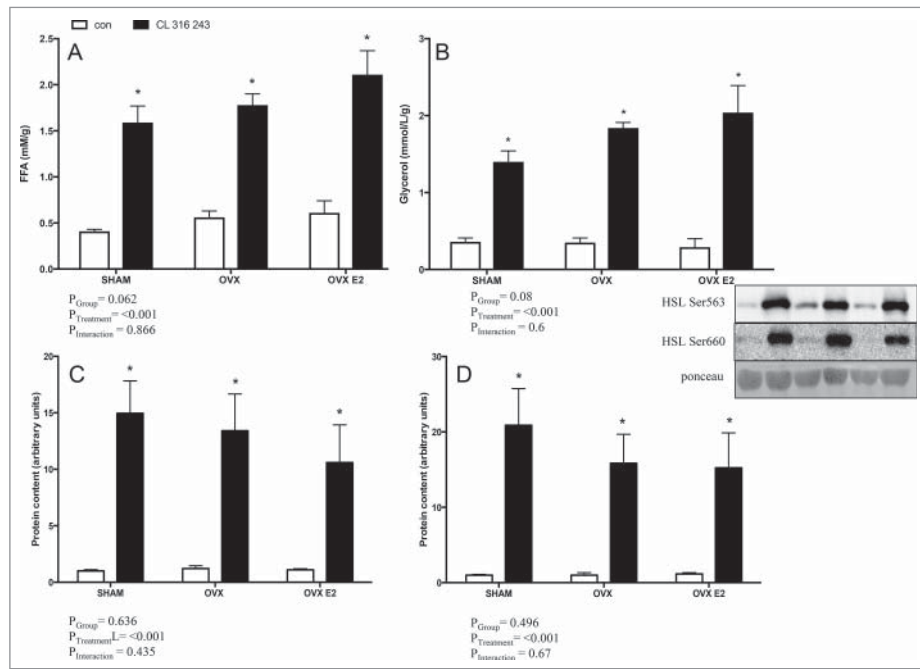 con CL 316 243
A
2.5
2.0
1.5
1.0
0.5
0.0
FFA (mM/g)
*
*
*
SHAM OVX OVX E2
PGroup= 0.062
PTreatment= <0.001
PInteraction = 0.866
B
3
2
1
0
Glycerol (mmol/L/g)
*
*
*
SHAM OVX OVX E2
PGroup= 0.08
PTreatment= <0.001
PInteraction = 0.6
HSL Ser563
HSL Ser660
ponceau
C
20
15
10
5
0
Protein content (arbitrary units)
*
*
*
SHAM OVX OVX E2
PGroup= 0.636
PTreatmentL= <0.001
PInteraction = 0.435
D
30
20
10
0
Protein content (arbitrary units)
*
*
*
SHAM OVX OVX E2
PGroup= 0.496
PTreatment= <0.001
PInteraction = 0.67